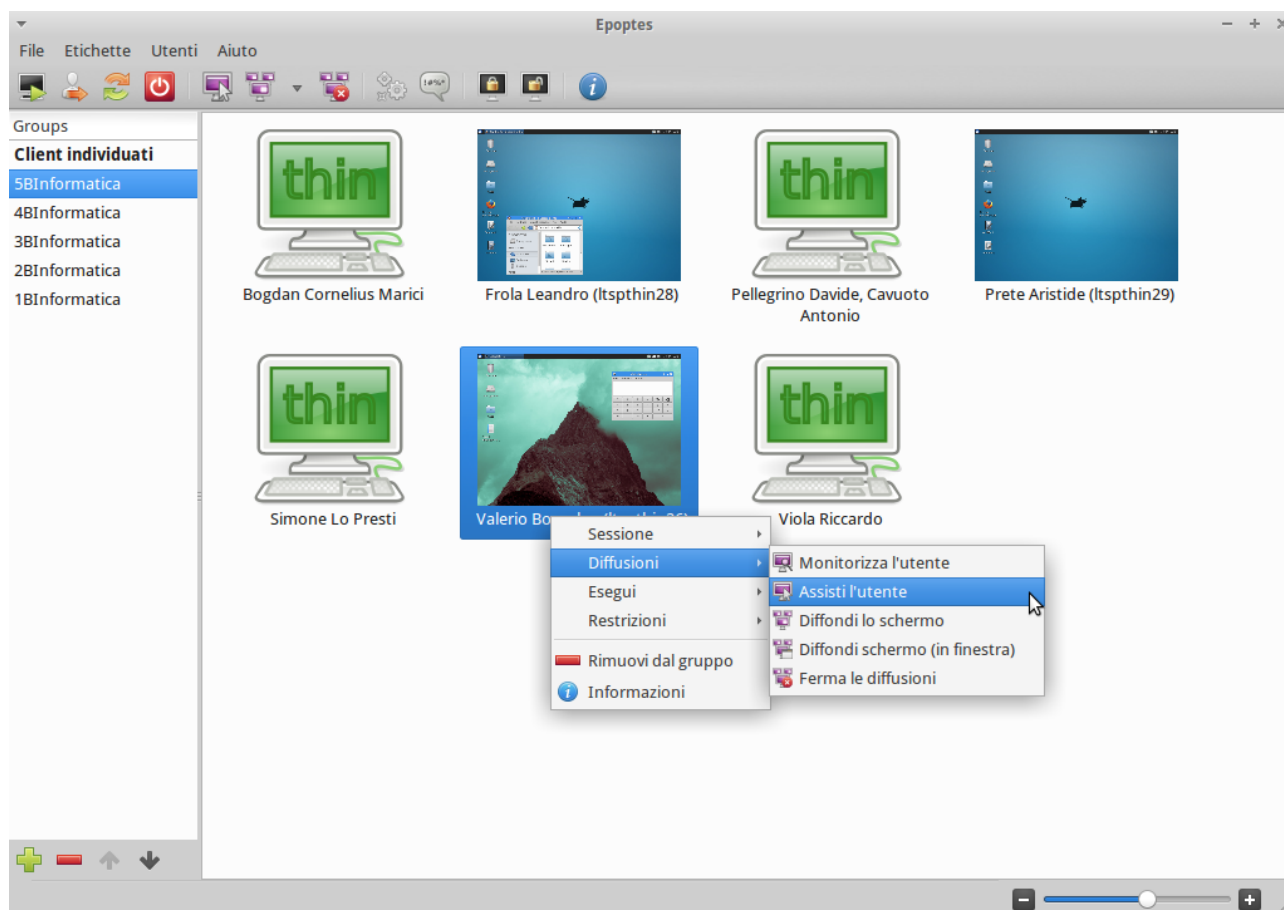 Epoptes
File Etichette Utenti Aiuto
Groups
Client individuati
5BInformatica
4BInformatica
3BInformatica
2BInformatica
1BInformatica
thin
thin
Bogdan Cornelius Marici
Frola Leandro (ltspthin28)
Pellegrino Davide, Cavuoto
Antonio
Prete Aristide (ltspthin29)
thin
thin
Simone Lo Presti
Valerio
Viola Riccardo
Sessione
Diffusioni
Esegui
Restrizioni
Rimuovi dal gruppo
Informazioni
Monitorizza l'utente
Assisti l'utente
Diffondi lo schermo
Diffondi schermo (in finestra)
Ferma le diffusioni